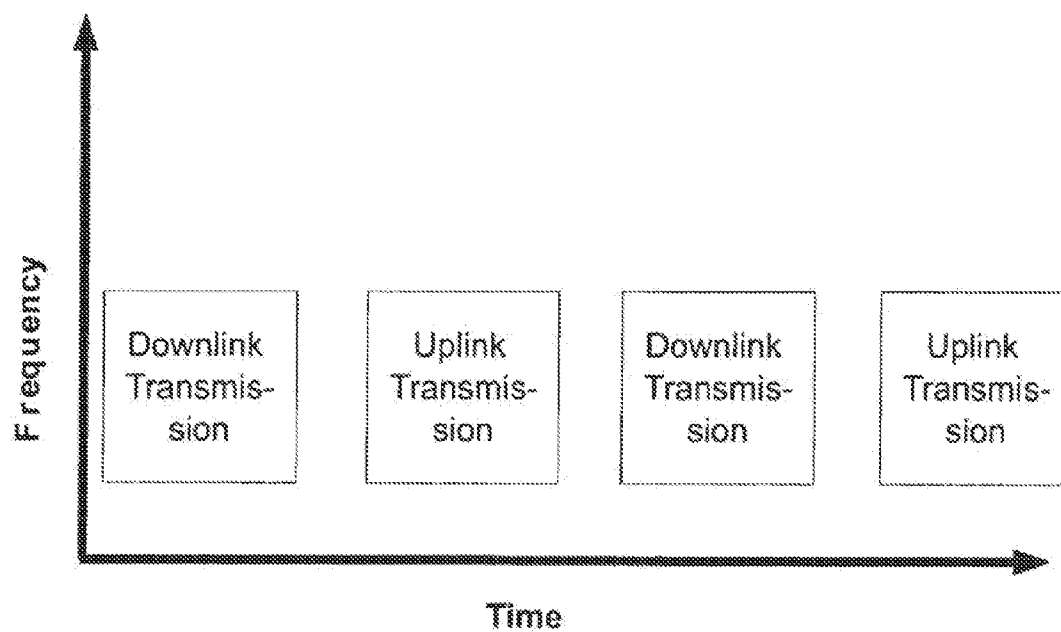 Frequency
Downlink
Transmis-
sion
Uplink
Transmis-
sion
Downlink
Transmis-
sion
Uplink
Transmis-
sion
Time